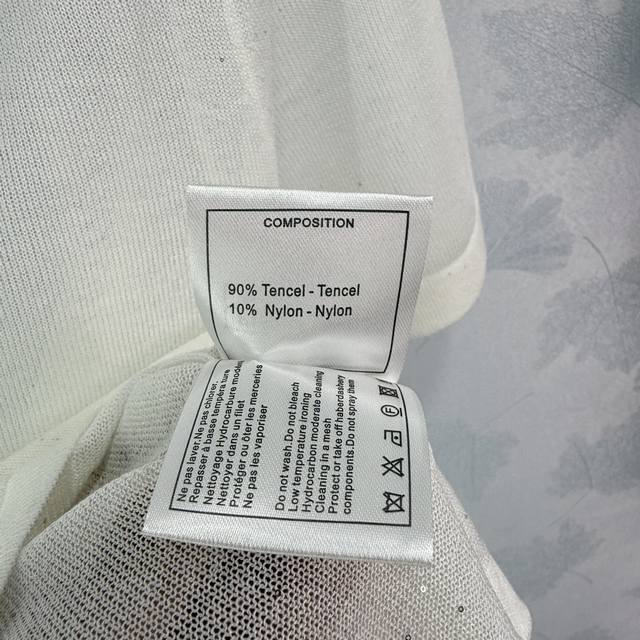 COMPOSITION
90% Tencel - Tencel
10% Nylon - Nylon
Ne pas laver.Ne pas chlorer.
Repasser à basse température
Nettoyage Hydrocarbure modé
Nettoyer dans un filet
Protéger ou ôter les merceries
Ne pas les vaporiser
Do not wash.Do not bleach
Low temperature ironing
Hydrocarbon moderate cleaning
Cleaning in a mesh
Protect or take off haberdashery
components.Do not spray them